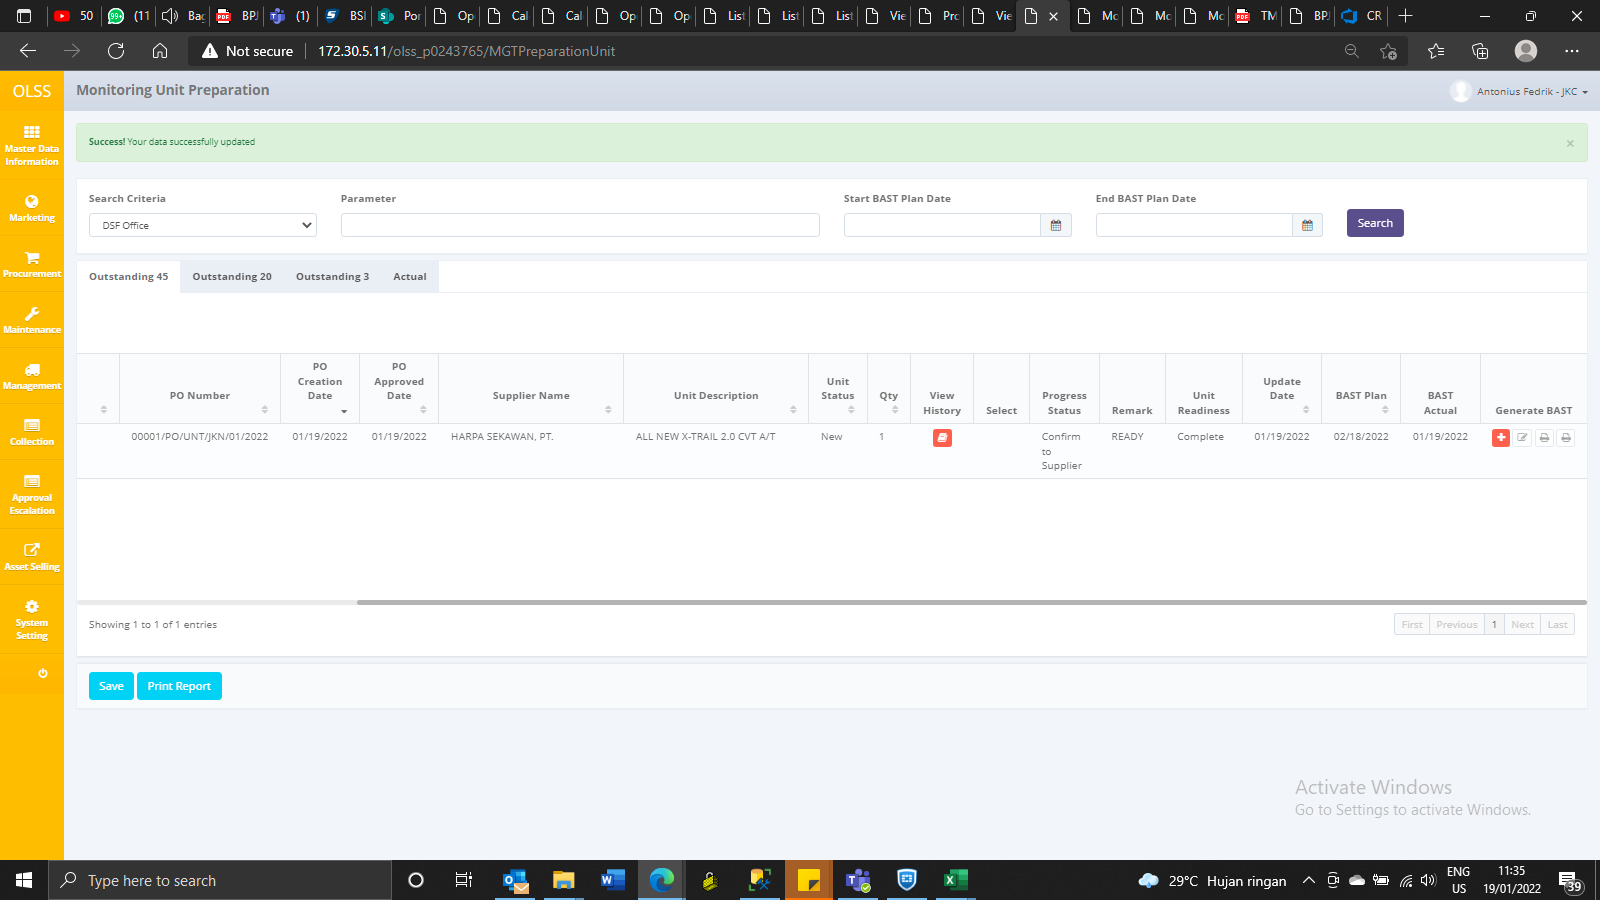 50
99+
(11
Bag
PDF
BPJ
(1)
BSI
Por
Op
Cal
Cal
Op
Op
List
List
List
Vie
Pro
Vie
Mo
Mo
Mo
PDF
TM
BPJ
CR
Not secure
172.30.5.11/olss_p0243765/MGTPreparationUnit
OLSS
Monitoring Unit Preparation
Antonius Fedrik - JKC
Master Data
Information
Marketing
Procurement
Maintenance
Management
Collection
Approval
Escalation
Asset Selling
System
Setting
Success! Your data successfully updated
×
Search Criteria
Parameter
Start BAST Plan Date
End BAST Plan Date
DSF Office
Search
Outstanding 45
Outstanding 20
Outstanding 3
Actual
PO Number
PO
Creation
Date
PO
Approved
Date
Supplier Name
Unit Description
Unit
Status
Qty
View
History
Select
Progress
Status
Remark
Unit
Readiness
Update
Date
BAST Plan
BAST
Actual
Generate BAST
00001/PO/UNT/JKN/01/2022
01/19/2022
01/19/2022
HARPA SEKAWAN, PT.
ALL NEW X-TRAIL 2.0 CVT A/T
New
1
Confirm
to
Supplier
READY
Complete
01/19/2022
02/18/2022
01/19/2022
Showing 1 to 1 of 1 entries
First
Previous
1
Next
Last
Save
Print Report
Activate Windows
Go to Settings to activate Windows.
Type here to search
29°C Hujan ringan
ENG
US
11:35
19/01/2022
39